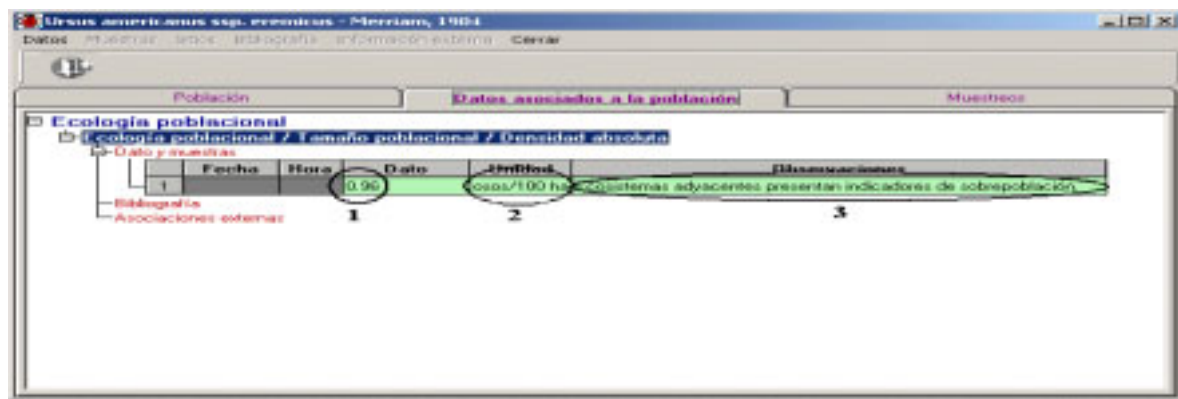 Ursus americanus ssp. eremicus - Merriam, 1904
Datos Muestras Sitios Bibliografía Información externa Cerrar
Población Datos asociados a la población Muestreos
Ecología poblacional
Ecología poblacional / Tamaño poblacional / Densidad absoluta
Dato y muestras
Fecha Hora Dato Unidad Observaciones
1 0.96 osos/100 ha Ecosistemas adyacentes presentan indicadores de sobrepoblación
Bibliografía
Asociaciones externas
1 2 3